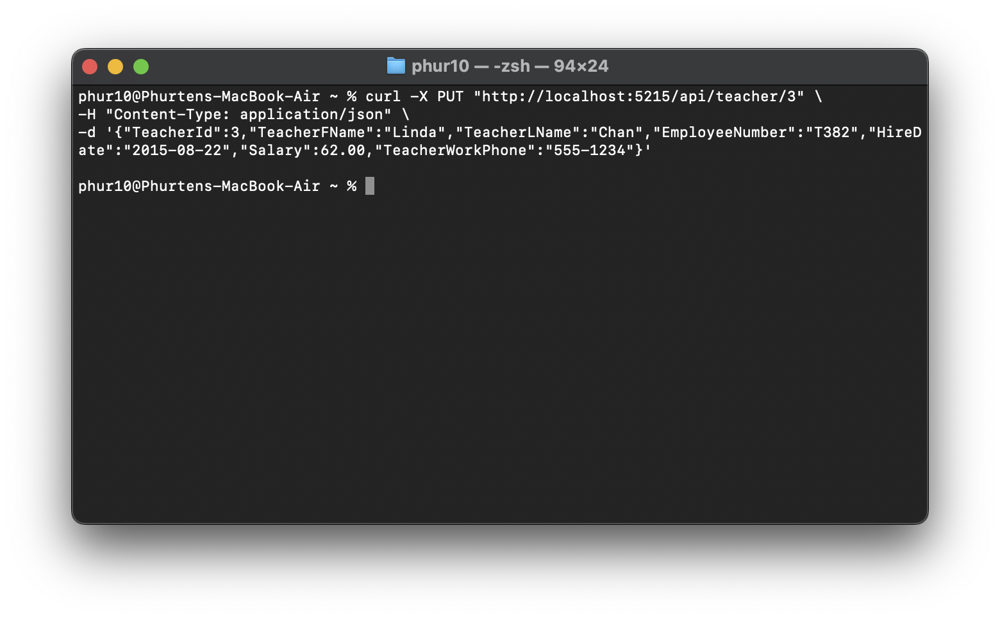 phur10 — -zsh — 94×24
phur10@Phurtens-MacBook-Air ~ % curl -X PUT "http://localhost:5215/api/teacher/3" \
-H "Content-Type: application/json" \
-d '{"TeacherId":3,"TeacherFName":"Linda","TeacherLName":"Chan","EmployeeNumber":"T382","HireD
ate":"2015-08-22","Salary":62.00,"TeacherWorkPhone":"555-1234"}'
phur10@Phurtens-MacBook-Air ~ %